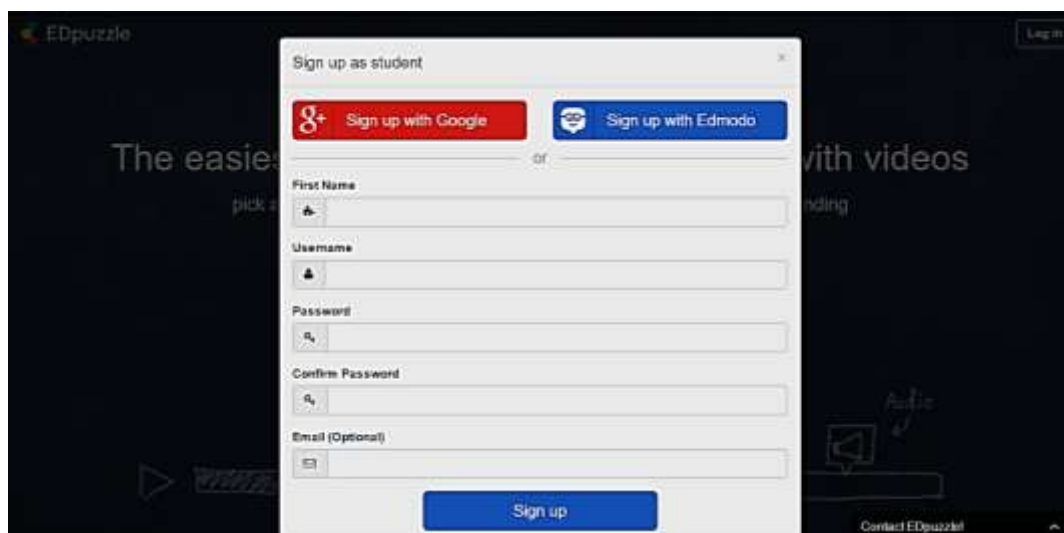 EDpuzzle
Log in
Sign up as student
×
g+ Sign up with Google
Sign up with Edmodo
or
The easies
with videos
First Name
pick a
nding
Username
Password
Confirm Password
Audio
Email (Optional)
Sign up
Contact EDpuzzle!